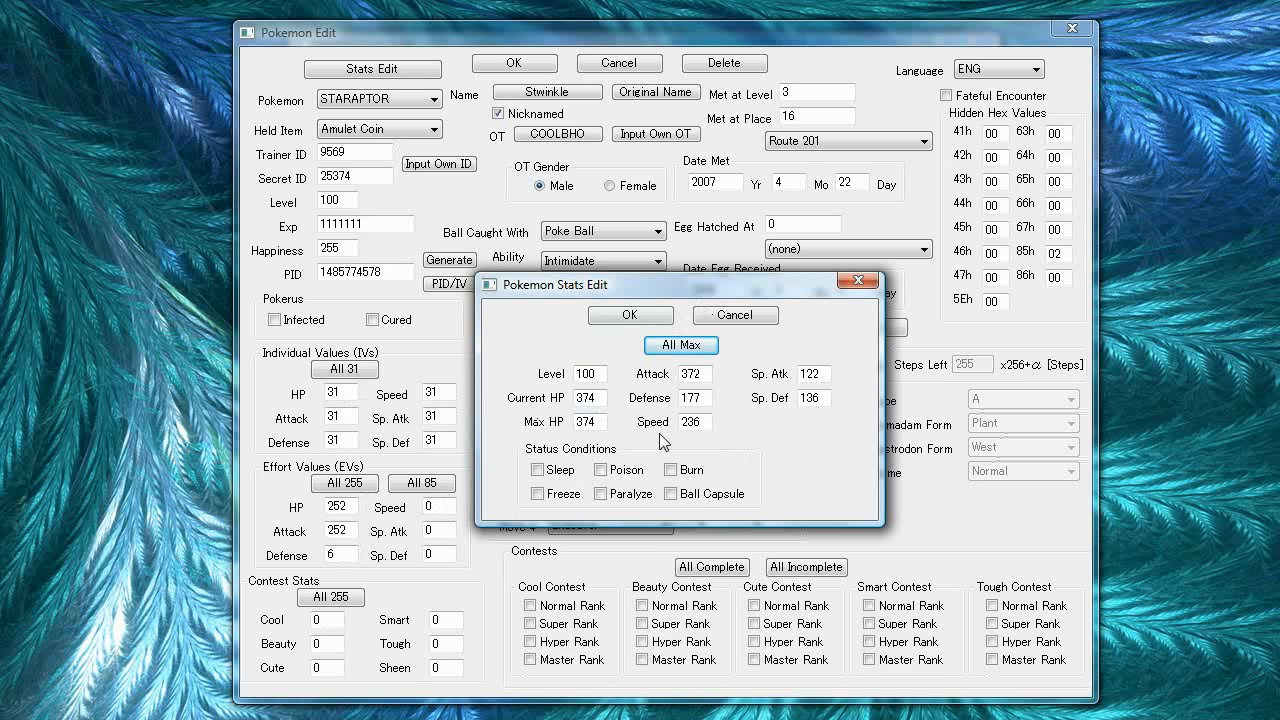 Pokemon Edit
Stats Edit OK Cancel Delete Language ENG
Pokemon STARAPTOR Name Stwinkle Original Name Met at Level 3 Fateful Encounter
Nicknamed Met at Place 16 Hidden Hex Values
Held Item Amulet Coin OT COOLBHO Input Own OT Route 201 41h 00 63h 00
Trainer ID 9569 Input Own ID OT Gender Date Met 42h 00 64h 00
Secret ID 25374 Male Female 2007 Yr 4 Mo 22 Day 43h 00 65h 00
Level 100 44h 00 66h 00
Exp 1111111 Ball Caught With Poke Ball Egg Hatched At 0 45h 00 67h 00
Happiness 255 Generate Ability Intimidate (none) 46h 00 85h 02
PID 1485774578 PID/IV Date Egg Received 47h 00 86h 00
5Eh 00
Pokerus
Infected Cured
Individual Values (IVs)
All 31
HP 31 Speed 31
Attack 31 Sp. Atk 31
Defense 31 Sp. Def 31
Effort Values (EVs)
All 255 All 85
HP 252 Speed 0
Attack 252 Sp. Atk 0
Defense 6 Sp. Def 0
Contest Stats
All 255
Cool 0 Smart 0
Beauty 0 Tough 0
Cute 0 Sheen 0
Pokemon Stats Edit
OK Cancel
All Max
Level 100 Attack 372 Sp. Atk 122
Current HP 374 Defense 177 Sp. Def 136
Max HP 374 Speed 236
Status Conditions
Sleep Poison Burn
Freeze Paralyze Ball Capsule
Steps Left 255 x256+α [Steps]
A
Form Plant
Form West
Normal
Contests
All Complete All Incomplete
Cool Contest Beauty Contest Cute Contest Smart Contest Tough Contest
Normal Rank Normal Rank Normal Rank Normal Rank Normal Rank
Super Rank Super Rank Super Rank Super Rank Super Rank
Hyper Rank Hyper Rank Hyper Rank Hyper Rank Hyper Rank
Master Rank Master Rank Master Rank Master Rank Master Rank